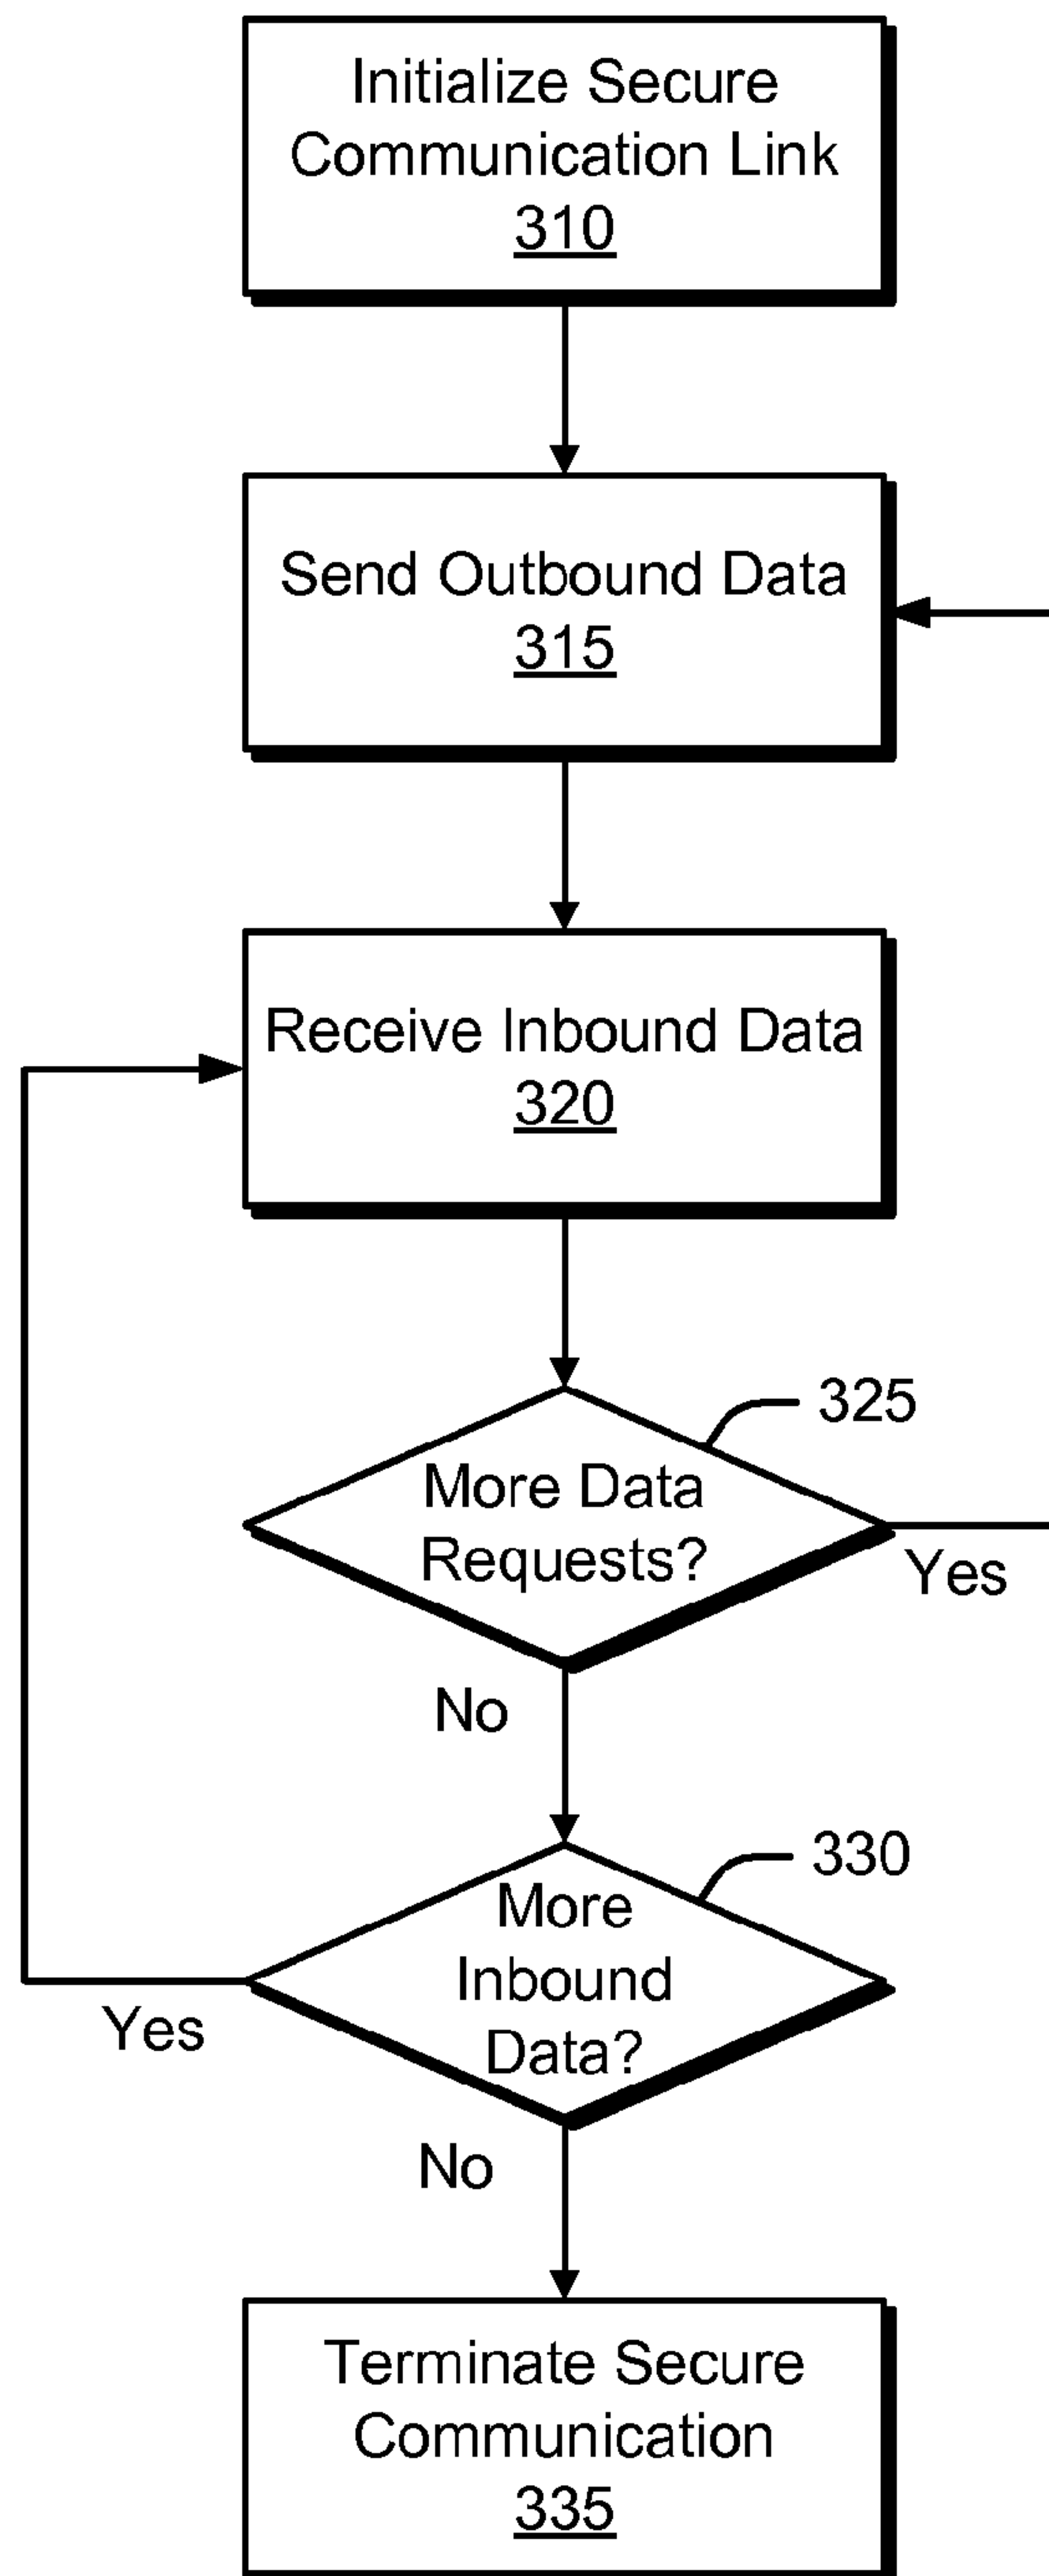 Initialize Secure
Communication Link
310
Send Outbound Data
315
Receive Inbound Data
320
325
More Data
Requests?
Yes
No
330
More
Inbound
Data?
Yes
No
Terminate Secure
Communication
335